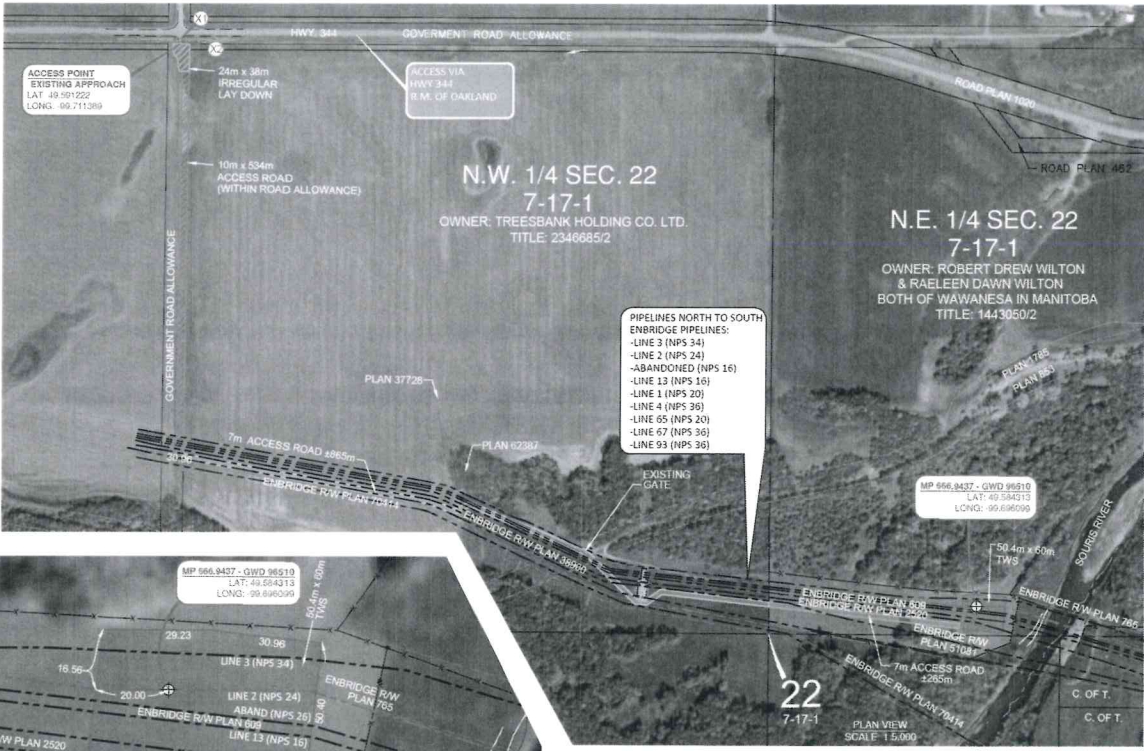 X1
HWY. 344
GOVERMENT ROAD ALLOWANCE
X2
ACCESS POINT
EXISTING APPROACH
LAT: 49.591222
LONG: -99.711389
24m x 38m
IRREGULAR
LAY DOWN
ACCESS VIA
HWY 344
R.M. OF OAKLAND
ROAD PLAN 1020
ROAD PLAN 462
10m x 534m
ACCESS ROAD
(WITHIN ROAD ALLOWANCE)
N.W. 1/4 SEC. 22
7-17-1
OWNER: TREESBANK HOLDING CO. LTD.
TITLE: 2346685/2
N.E. 1/4 SEC. 22
7-17-1
OWNER: ROBERT DREW WILTON
& RAELEEN DAWN WILTON
BOTH OF WAWANESA IN MANITOBA
TITLE: 1443050/2
GOVERNMENT ROAD ALLOWANCE
PIPELINES NORTH TO SOUTH
ENBRIDGE PIPELINES:
-LINE 3 (NPS 34)
-LINE 2 (NPS 24)
-ABANDONED (NPS 16)
-LINE 13 (NPS 16)
-LINE 1 (NPS 20)
-LINE 4 (NPS 36)
-LINE 65 (NPS 20)
-LINE 67 (NPS 36)
-LINE 93 (NPS 36)
PLAN 1785
PLAN 853
PLAN 37728
PLAN 62387
7m ACCESS ROAD ±865m
30.96
ENBRIDGE R/W PLAN 70414
EXISTING
GATE
ENBRIDGE R/W PLAN 38960
MP 566.9437 - GWD 96510
LAT: 49.584313
LONG: -99.696099
SOURIS RIVER
50.4m x 60m
TWS
ENBRIDGE R/W PLAN 609
ENBRIDGE R/W PLAN 2520
ENBRIDGE R/W PLAN 765
ENBRIDGE R/W
PLAN 51081
7m ACCESS ROAD
±265m
ENBRIDGE R/W PLAN 70414
22
7-17-1
PLAN VIEW
SCALE 1:5,000
C. OF T.
C. OF T.
MP 566.9437 - GWD 96510
LAT: 49.584313
LONG: -99.696099
50.4m x 60m
TWS
29.23
30.96
16.56
LINE 3 (NPS 34)
20.00
LINE 2 (NPS 24)
ABAND (NPS 26)
50.40
ENBRIDGE R/W
PLAN 765
ENBRIDGE R/W PLAN 609
LINE 13 (NPS 16)
R/W PLAN 2520